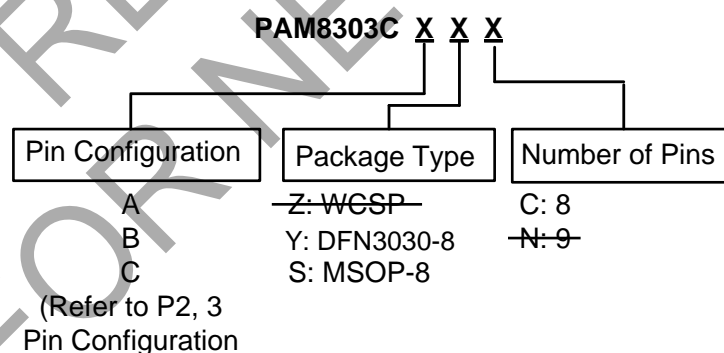 PAM8303C X X X
Pin Configuration
Package Type
Number of Pins
A
Z: WCSP
C: 8
B
Y: DFN3030-8
N: 9
C
S: MSOP-8
(Refer to P2, 3
Pin Configuration